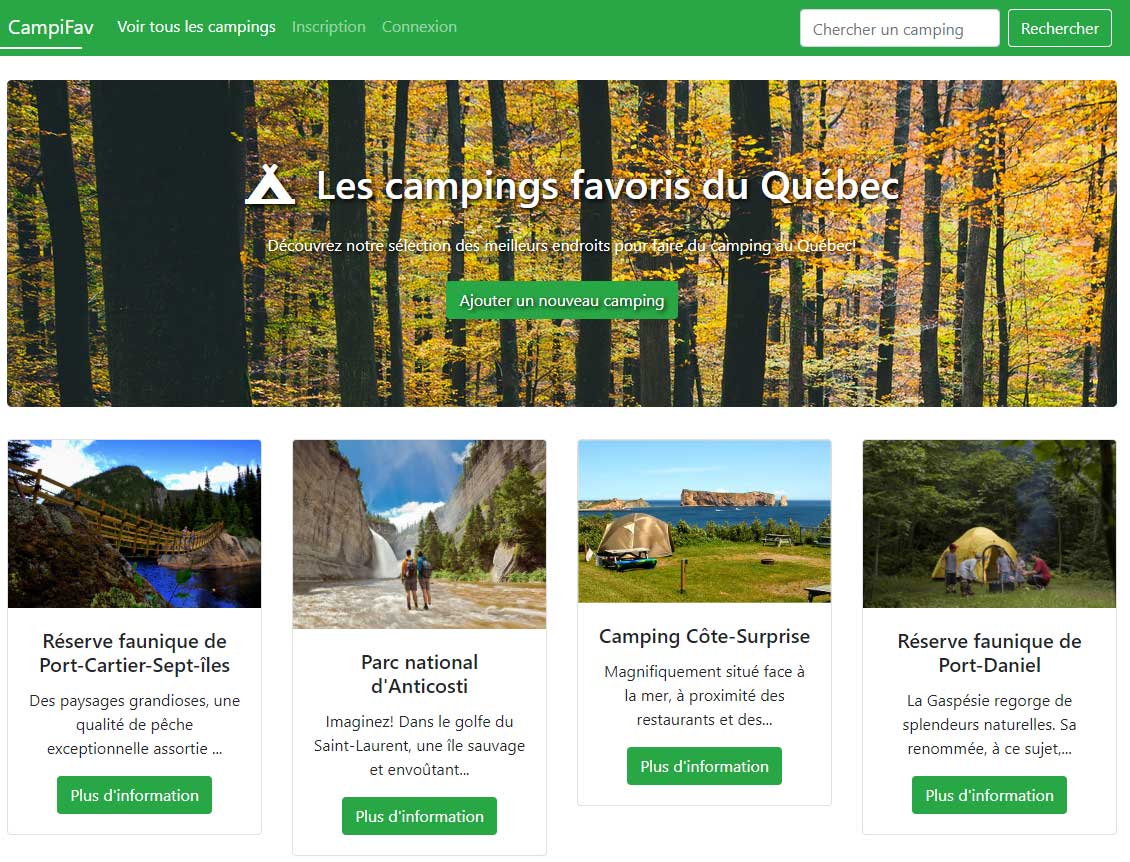 CampiFav Voir tous les campings Inscription Connexion Chercher un camping Rechercher
Les campings favoris du Québec
Découvrez notre sélection des meilleurs endroits pour faire du camping au Québec!
Ajouter un nouveau camping
Réserve faunique de
Port-Cartier-Sept-îles
Des paysages grandioses, une
qualité de pêche
exceptionnelle assortie ...
Plus d'information
Parc national
d'Anticosti
Imaginez! Dans le golfe du
Saint-Laurent, une île sauvage
et envoûtant...
Plus d'information
Camping Côte-Surprise
Magnifiquement situé face à
la mer, à proximité des
restaurants et des...
Plus d'information
Réserve faunique de
Port-Daniel
La Gaspésie regorge de
splendeurs naturelles. Sa
renommée, à ce sujet,...
Plus d'information